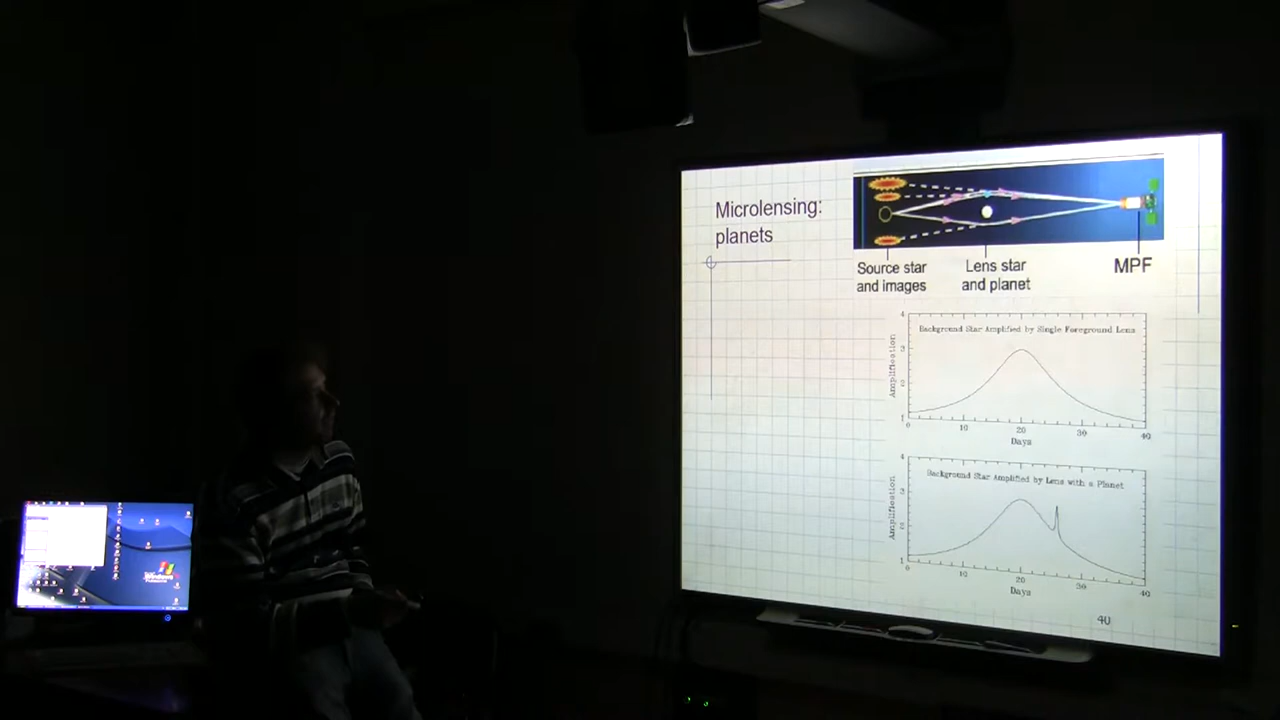 Microlensing:
planets
Source star
and images
Lens star
and planet
MPF
Background Star Amplified by Single Foreground Lens
Amplification
4
3
2
1
0
10
20
30
40
Days
Background Star Amplified by Lens with a Planet
Amplification
4
3
2
1
0
10
20
30
40
Days
40
Windows